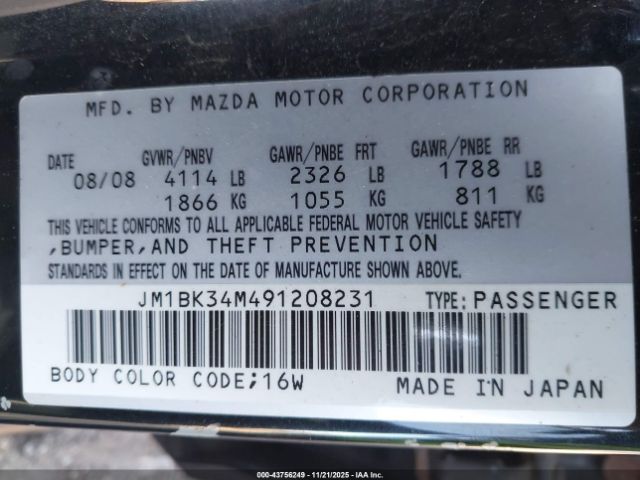 MFD. BY MAZDA MOTOR CORPORATION
DATE GVWR/PNBV GAWR/PNBE FRT GAWR/PNBE RR
08/08 4114 LB 2326 LB 1788 LB
1866 KG 1055 KG 811 KG
THIS VEHICLE CONFORMS TO ALL APPLICABLE FEDERAL MOTOR VEHICLE SAFETY
,BUMPER,AND THEFT PREVENTION
STANDARDS IN EFFECT ON THE DATE OF MANUFACTURE SHOWN ABOVE.
JM1BK34M491208231 TYPE: PASSENGER
BODY COLOR CODE;16W MADE IN JAPAN
000-43756249 - 11/21/2025 - IAA, Inc.